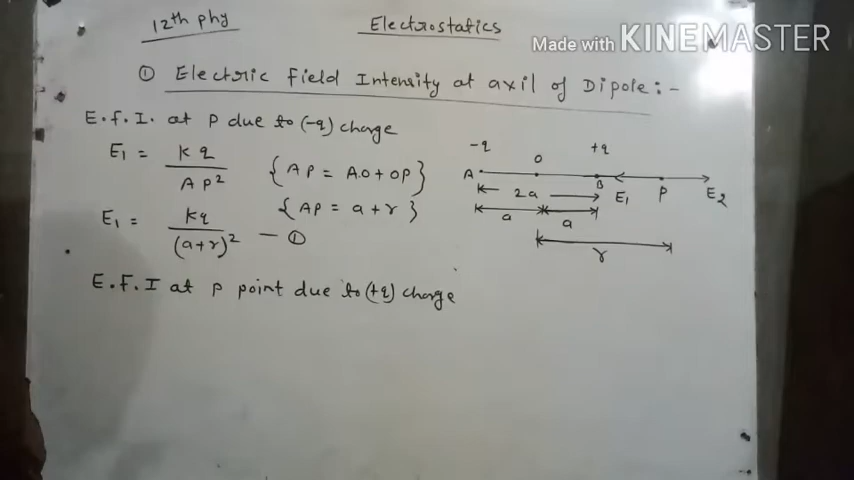 12th phy
Electrostatics
Made with KINEMASTER
① Electric Field Intensity at axil of Dipole:-
E.f.I. at P due to (-q) charge
E1 = Kq / AP² {AP = AO + OP}
E1 = Kq / (a+r)² — ① {AP = a + r}
E.F.I at P point due to (+q) charge
-q O +q
A B E1 P E2
2a
a a
r